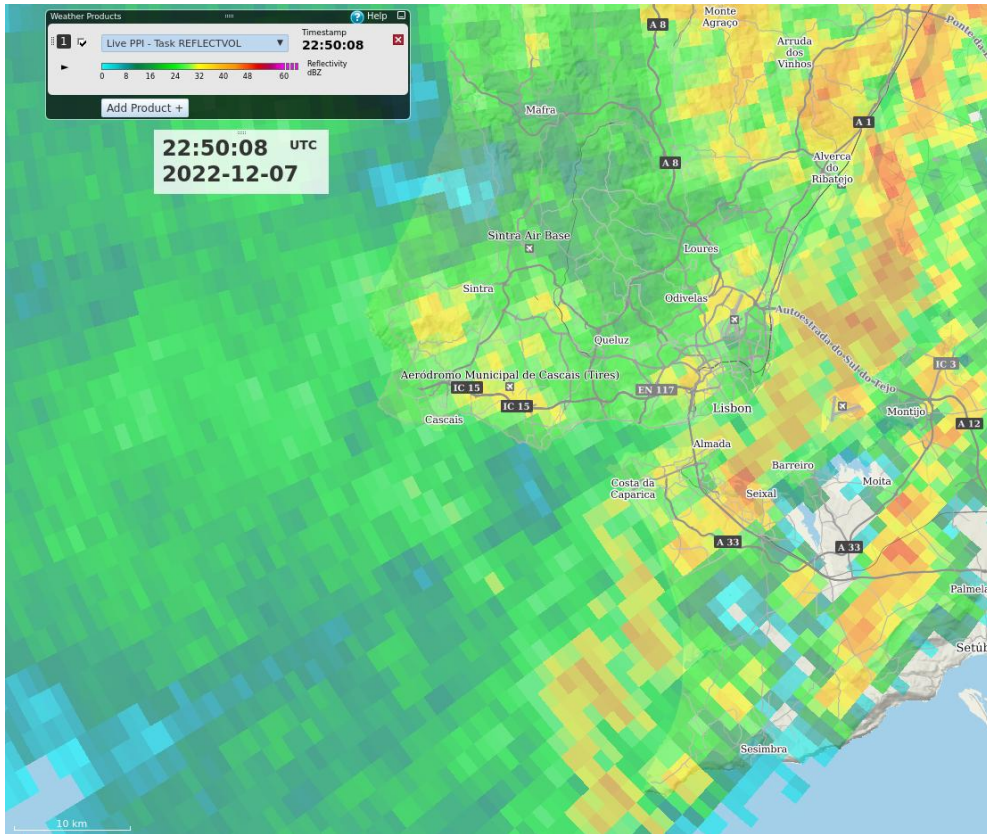 Weather Products
Help
1
Live PPI - Task REFLECTVOL
Timestamp
22:50:08
0 8 16 24 32 40 48 60
Reflectivity
dBZ
Add Product +
22:50:08 UTC
2022-12-07
A 8
Monte
Agraço
Arruda
dos
Vinhos
Mafra
A 1
A 8
Alverca
do
Ribatejo
Sintra Air Base
Loures
Sintra
Odivelas
Autoestrada do Sul do Tejo
Queluz
IC 3
Aeródromo Municipal de Cascais (Tires)
IC 15
EN 117
IC 15
Lisbon
Montijo
Cascais
A 12
Almada
Barreiro
Costa da
Caparica
Seixal
Moita
A 33
A 33
Palmela
Setúb
Sesimbra
10 km